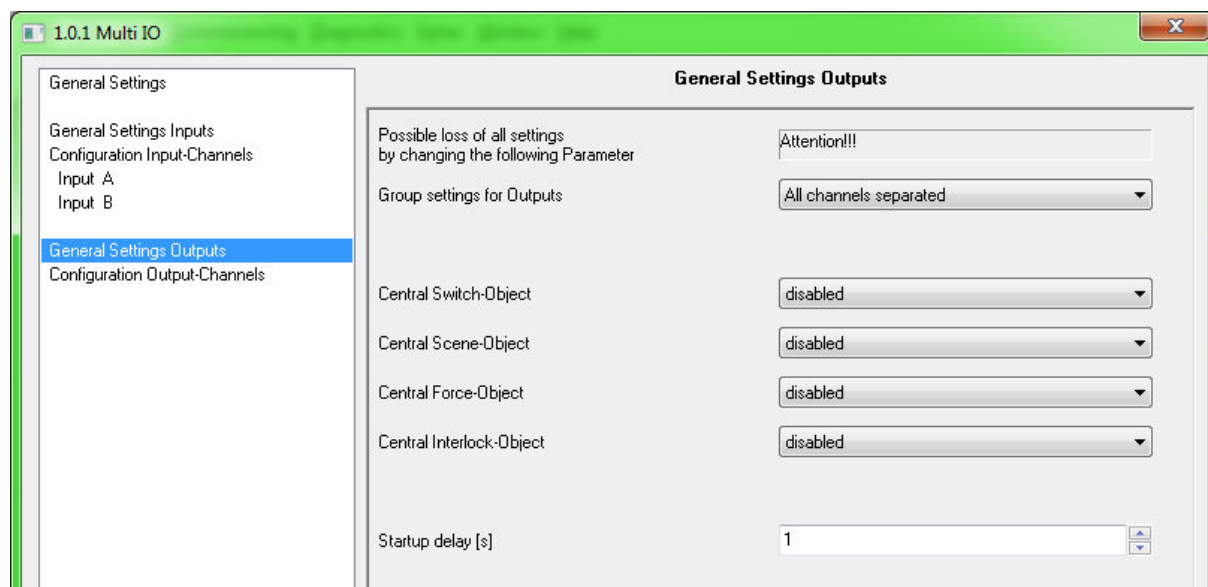 1.0.1 Multi IO
General Settings
General Settings Inputs
Configuration Input-Channels
Input A
Input B
General Settings Outputs
Configuration Output-Channels
General Settings Outputs
Possible loss of all settings
by changing the following Parameter
Attention!!!
Group settings for Outputs
All channels separated
Central Switch-Object
disabled
Central Scene-Object
disabled
Central Force-Object
disabled
Central Interlock-Object
disabled
Startup delay [s]
1